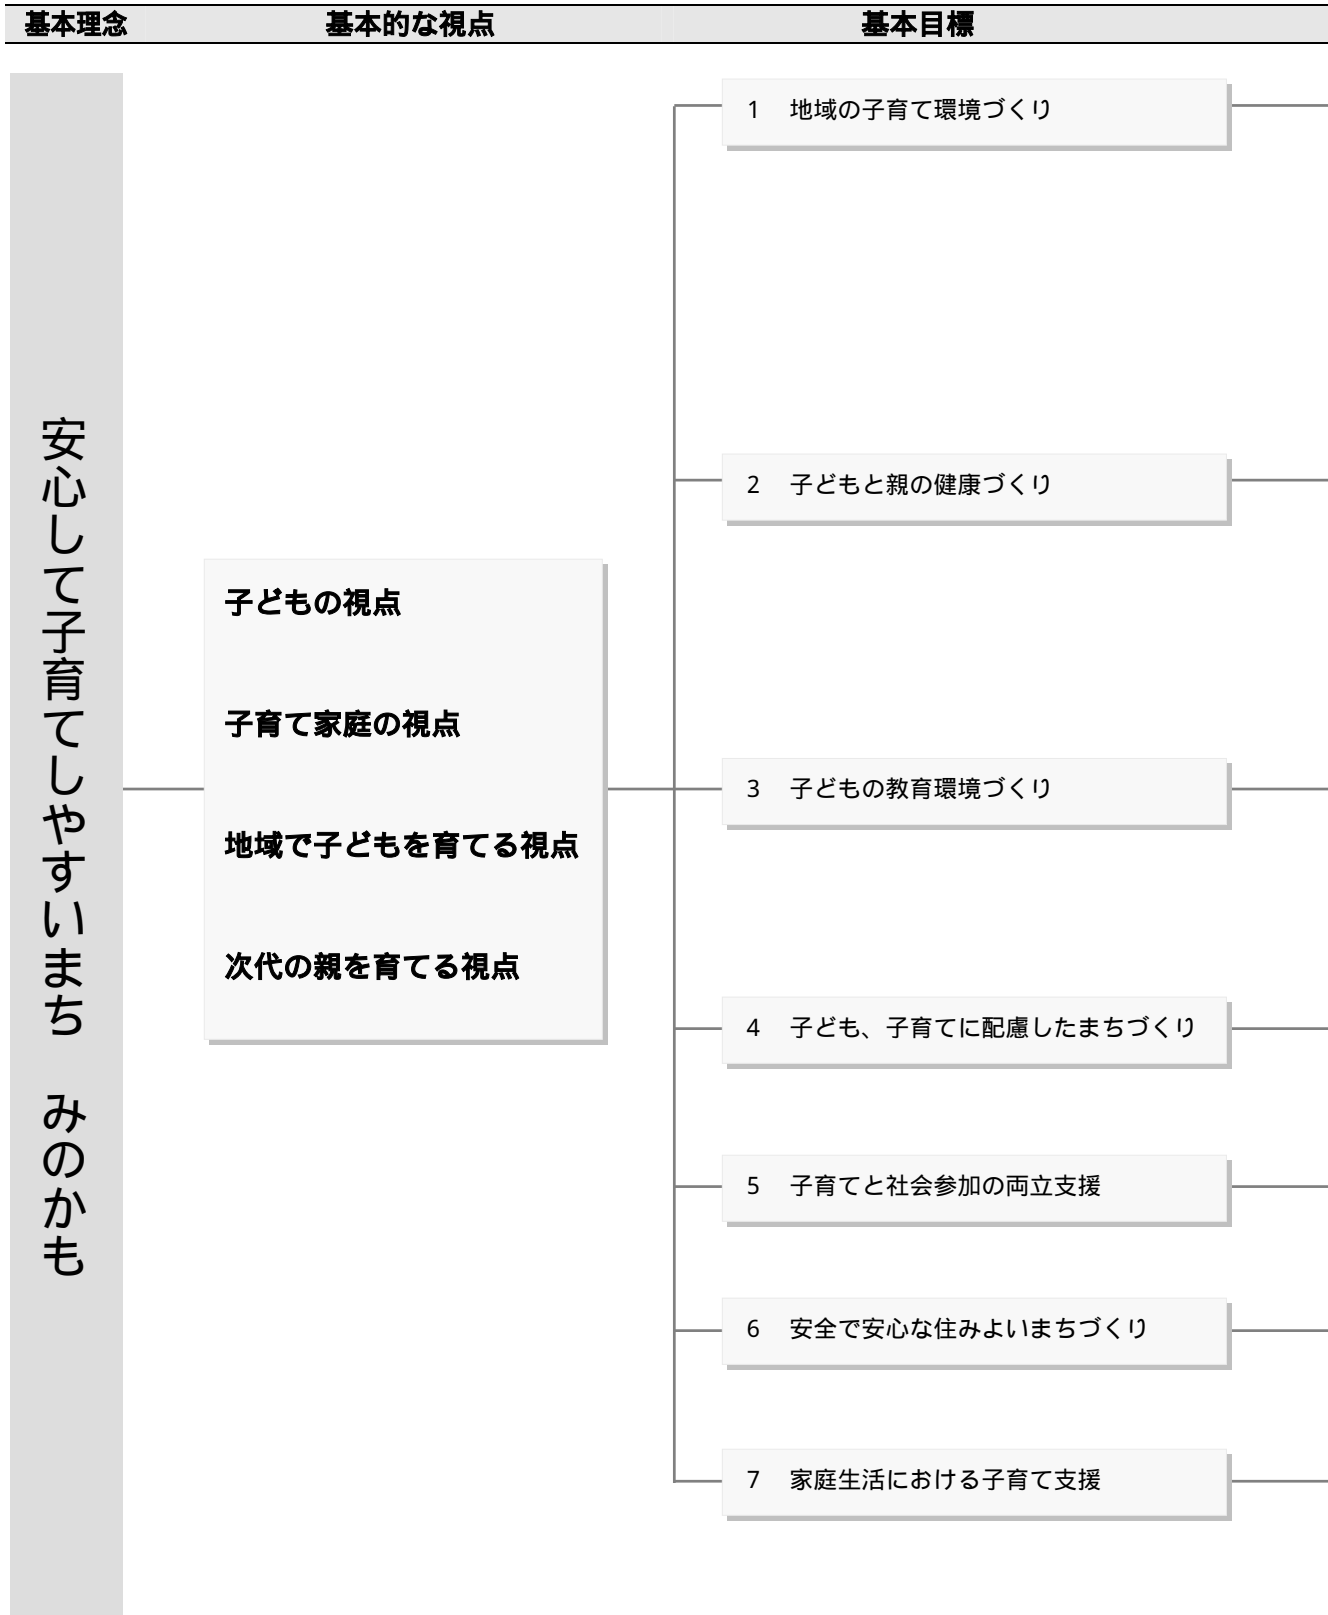 基本理念
基本的な視点
基本目標
安心して子育てしやすいまち　みのかも
子どもの視点
子育て家庭の視点
地域で子どもを育てる視点
次代の親を育てる視点
1　地域の子育て環境づくり
2　子どもと親の健康づくり
3　子どもの教育環境づくり
4　子ども、子育てに配慮したまちづくり
5　子育てと社会参加の両立支援
6　安全で安心な住みよいまちづくり
7　家庭生活における子育て支援